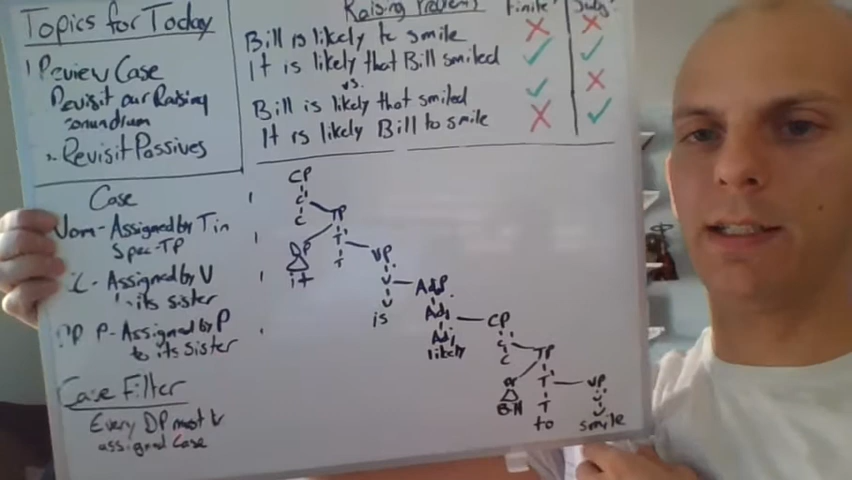 Topics for Today
1. Review Case
Revisit our Raising
conundrum
2. Revisit Passives
Raising
Finite?
Subj?
Bill is likely to smile
It is likely that Bill smiled
vs.
Bill is likely that smiled
It is likely Bill to smile
Case
Nom - Assigned by T in
Spec-TP
- Assigned by V
its sister
P - Assigned by P
to its Sister
Case Filter
Every DP must be
assigned Case
CP
C'
C
TP
DP
T'
T
it
VP
V'
V
is
AdjP
Adj'
Adj
likely
CP
C'
C
TP
DP
Bill
T'
T
to
VP
V'
V
smile